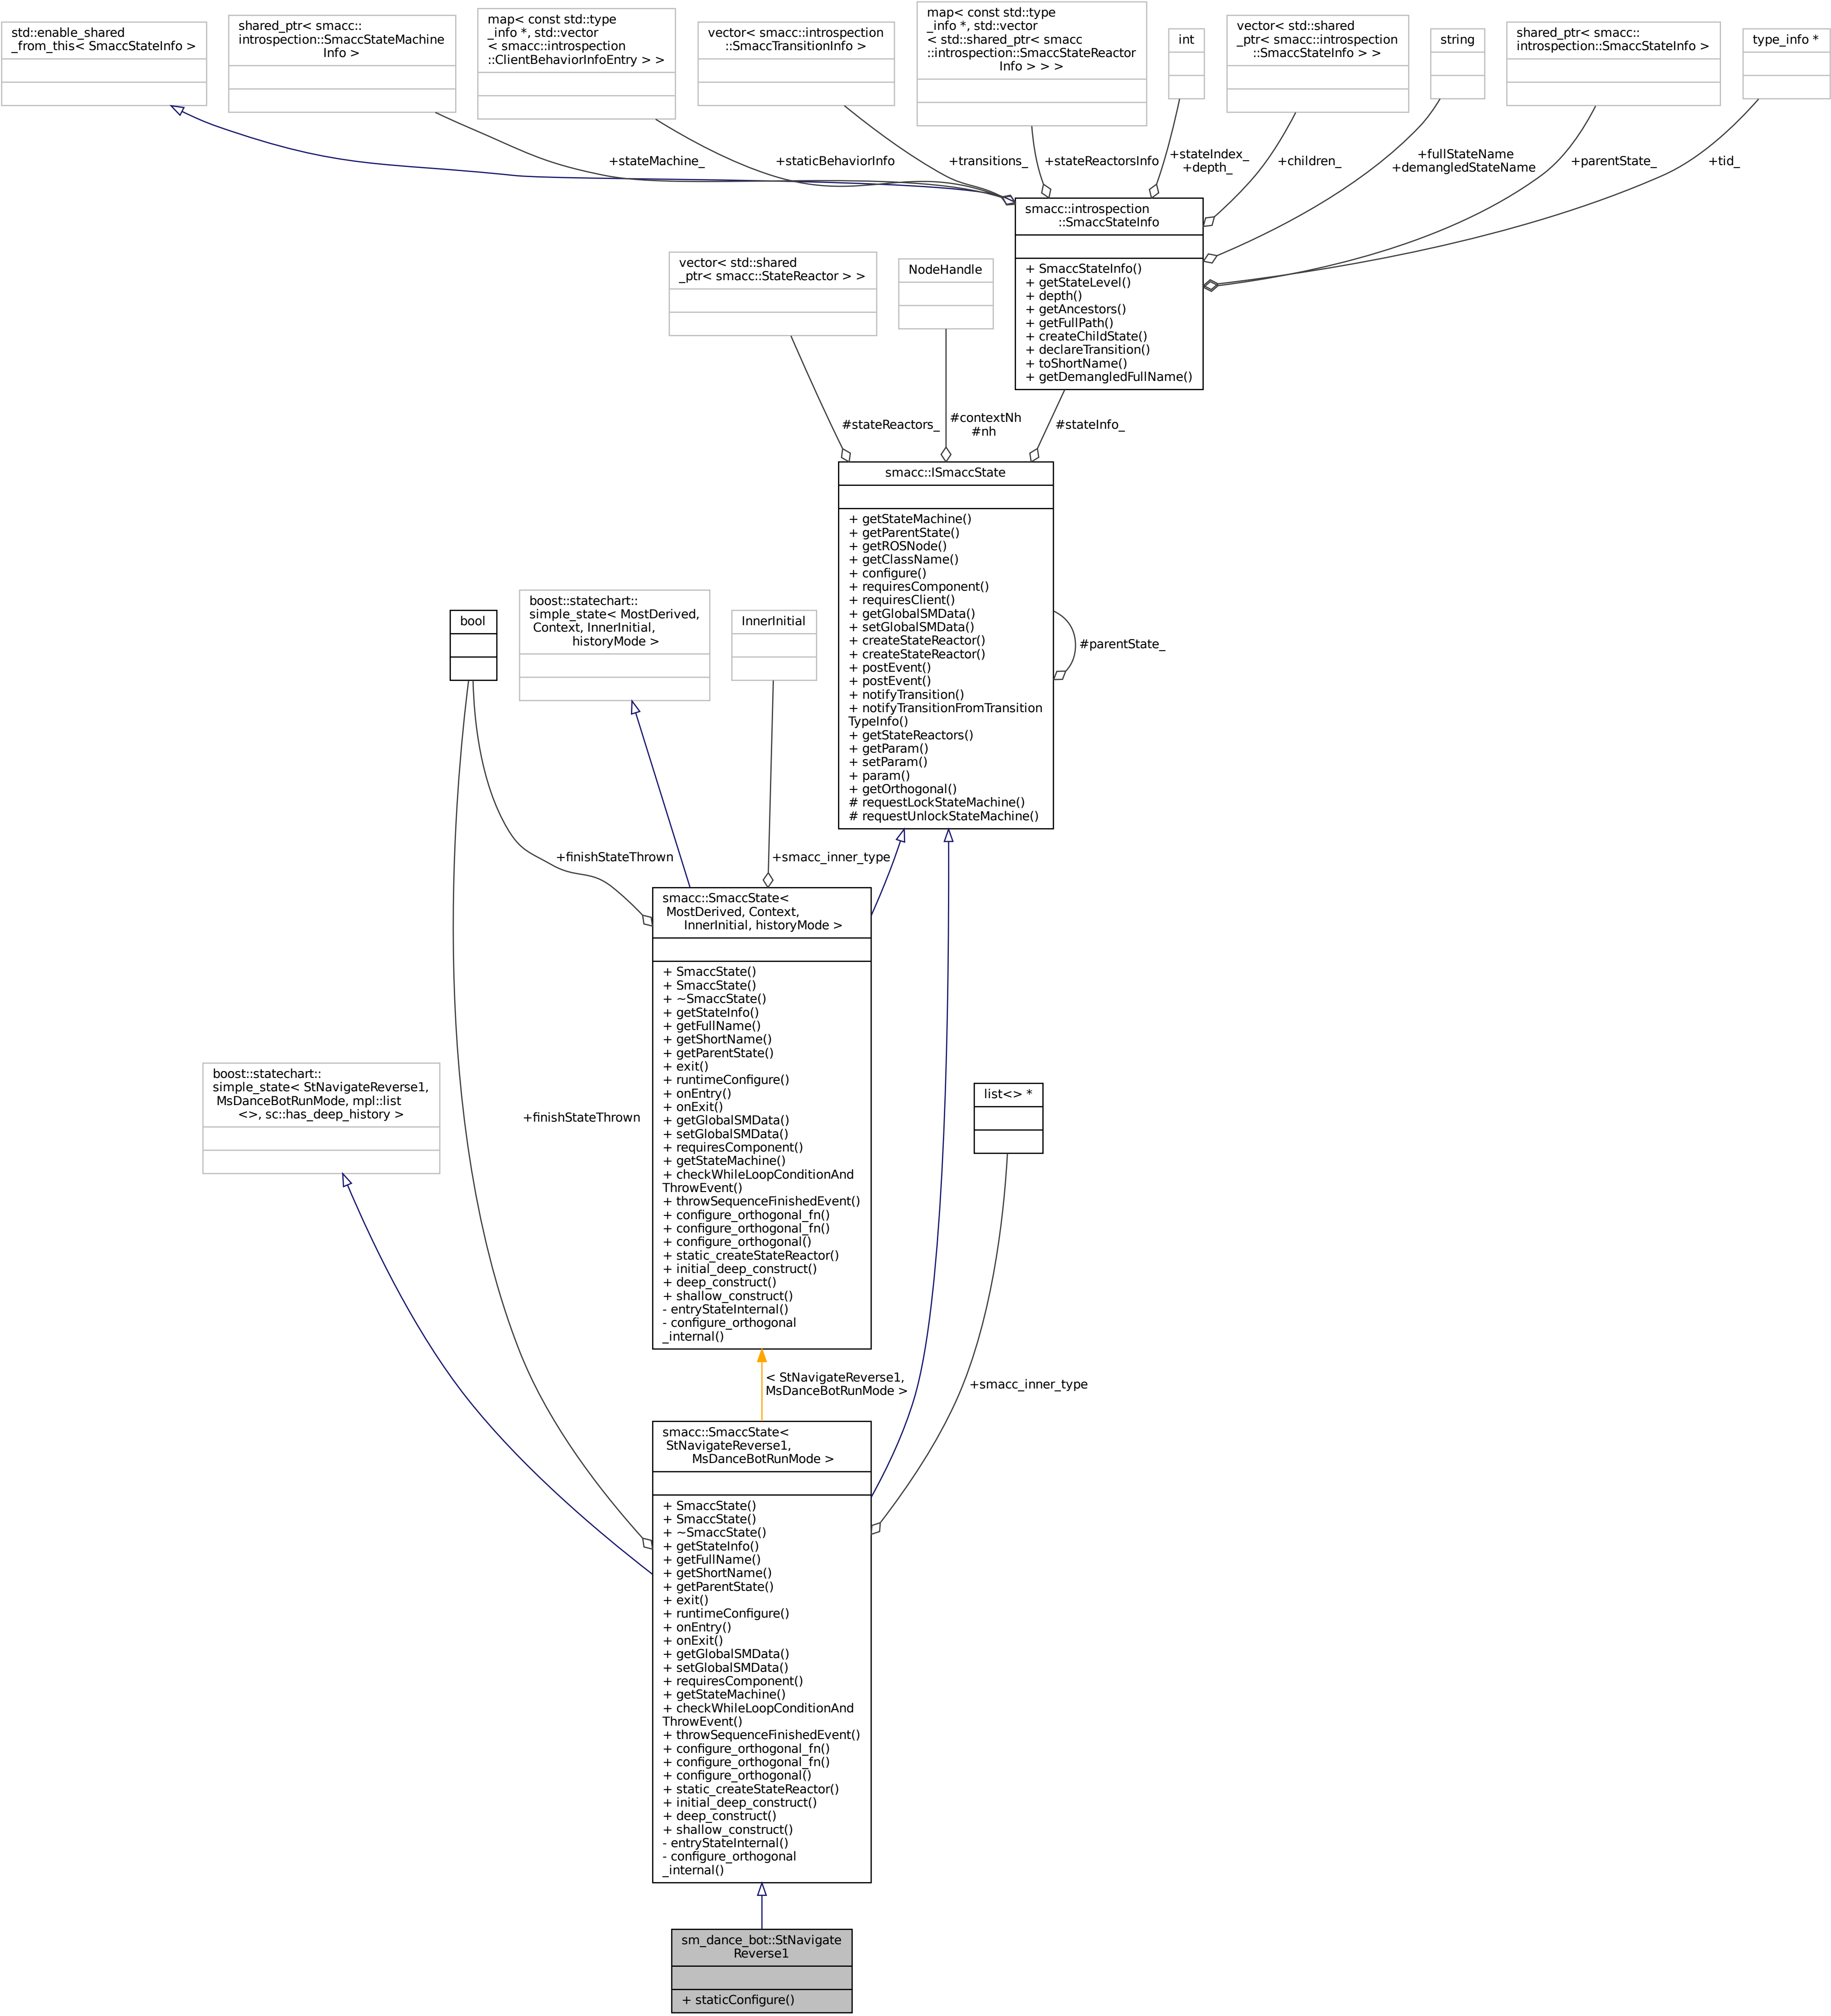 std::enable_shared
_from_this< SmaccStateInfo >
shared_ptr< smacc::
introspection::SmaccStateMachine
Info >
map< const std::type
_info *, std::vector
< smacc::introspection
::ClientBehaviorInfoEntry > >
vector< smacc::introspection
::SmaccTransitionInfo >
map< const std::type
_info *, std::vector
< std::shared_ptr< smacc
::introspection::SmaccStateReactor
Info > > >
int
vector< std::shared
_ptr< smacc::introspection
::SmaccStateInfo > >
string
shared_ptr< smacc::
introspection::SmaccStateInfo >
type_info *
+stateMachine_
+staticBehaviorInfo
+transitions_
+stateReactorsInfo
+stateIndex_
+depth_
+children_
+fullStateName
+demangledStateName
+parentState_
+tid_
smacc::introspection
::SmaccStateInfo
+ SmaccStateInfo()
+ getStateLevel()
+ depth()
+ getAncestors()
+ getFullPath()
+ createChildState()
+ declareTransition()
+ toShortName()
+ getDemangledFullName()
vector< std::shared
_ptr< smacc::StateReactor > >
NodeHandle
#stateReactors_
#contextNh
#nh
#stateInfo_
smacc::ISmaccState
+ getStateMachine()
+ getParentState()
+ getROSNode()
+ getClassName()
+ configure()
+ requiresComponent()
+ requiresClient()
+ getGlobalSMData()
+ setGlobalSMData()
+ createStateReactor()
+ createStateReactor()
+ postEvent()
+ postEvent()
+ notifyTransition()
+ notifyTransitionFromTransition
TypeInfo()
+ getStateReactors()
+ getParam()
+ setParam()
+ param()
+ getOrthogonal()
# requestLockStateMachine()
# requestUnlockStateMachine()
#parentState_
bool
boost::statechart::
simple_state< MostDerived,
Context, InnerInitial,
historyMode >
InnerInitial
+finishStateThrown
+smacc_inner_type
smacc::SmaccState<
MostDerived, Context,
InnerInitial, historyMode >
+ SmaccState()
+ SmaccState()
+ ~SmaccState()
+ getStateInfo()
+ getFullName()
+ getShortName()
+ getParentState()
+ exit()
+ runtimeConfigure()
+ onEntry()
+ onExit()
+ getGlobalSMData()
+ setGlobalSMData()
+ requiresComponent()
+ getStateMachine()
+ checkWhileLoopConditionAnd
ThrowEvent()
+ throwSequenceFinishedEvent()
+ configure_orthogonal_fn()
+ configure_orthogonal_fn()
+ configure_orthogonal()
+ static_createStateReactor()
+ initial_deep_construct()
+ deep_construct()
+ shallow_construct()
- entryStateInternal()
- configure_orthogonal
_internal()
boost::statechart::
simple_state< StNavigateReverse1,
MsDanceBotRunMode, mpl::list
<>, sc::has_deep_history >
+finishStateThrown
list<> *
< StNavigateReverse1,
MsDanceBotRunMode >
+smacc_inner_type
smacc::SmaccState<
StNavigateReverse1,
MsDanceBotRunMode >
+ SmaccState()
+ SmaccState()
+ ~SmaccState()
+ getStateInfo()
+ getFullName()
+ getShortName()
+ getParentState()
+ exit()
+ runtimeConfigure()
+ onEntry()
+ onExit()
+ getGlobalSMData()
+ setGlobalSMData()
+ requiresComponent()
+ getStateMachine()
+ checkWhileLoopConditionAnd
ThrowEvent()
+ throwSequenceFinishedEvent()
+ configure_orthogonal_fn()
+ configure_orthogonal_fn()
+ configure_orthogonal()
+ static_createStateReactor()
+ initial_deep_construct()
+ deep_construct()
+ shallow_construct()
- entryStateInternal()
- configure_orthogonal
_internal()
sm_dance_bot::StNavigate
Reverse1
+ staticConfigure()